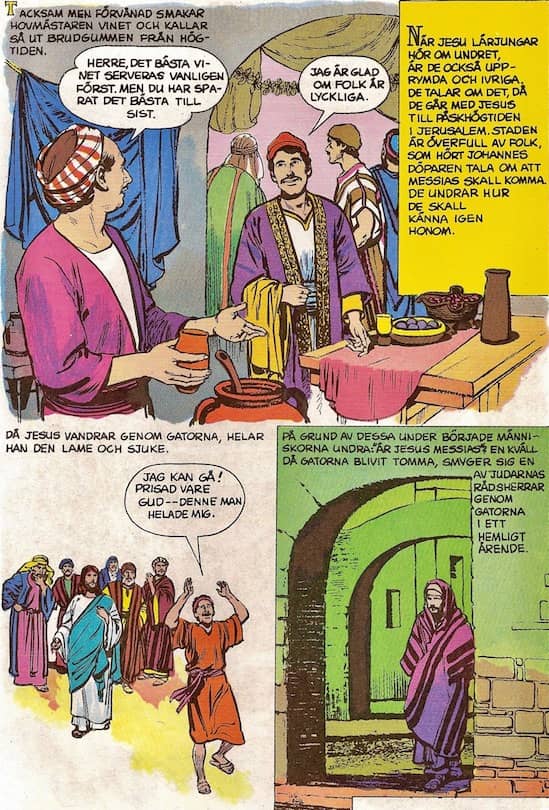 TACKSAM MEN FÖRVÅNAD SMAKAR
HOVMÄSTAREN VINET OCH KALLAR
SÅ UT BRUDGUMMEN FRÅN HÖG-
TIDEN.
HERRE, DET BÄSTA VI-
NET SERVERAS VANLIGEN
FÖRST. MEN DU HAR SPA-
RAT DET BÄSTA TILL
SIST.
JAG ÄR GLAD
OM FOLK ÄR
LYCKLIGA.
NÄR JESU LÄRJUNGAR
HÖR OM UNDRET,
ÄR DE OCKSÅ UPP-
RYMDA OCH IVRIGA.
DE TALAR OM DET, DÅ
DE GÅR MED JESUS
TILL PÅSKHÖGTIDEN
I JERUSALEM. STADEN
ÄR ÖVERFULL AV FOLK,
SOM HÖRT JOHANNES
DÖPAREN TALA OM ATT
MESSIAS SKALL KOMMA.
DE UNDRAR HUR
DE SKALL
KÄNNA IGEN
HONOM.
DÅ JESUS VANDRAR GENOM GATORNA, HELAR
HAN DEN LAME OCH SJUKE.
JAG KAN GÅ!
PRISAD VARE
GUD--DENNE MAN
HELADE MIG.
PÅ GRUND AV DESSA UNDER BÖRJADE MÄNNI-
SKORNA UNDRA: "ÄR JESUS MESSIAS?" EN KVÄLL
DÅ GATORNA BLIVIT TOMMA, SMYGER SIG EN
AV JUDARNAS
RÅDSHERRAR
GENOM
GATORNA
I ETT
HEMLIGT
ÄRENDE.